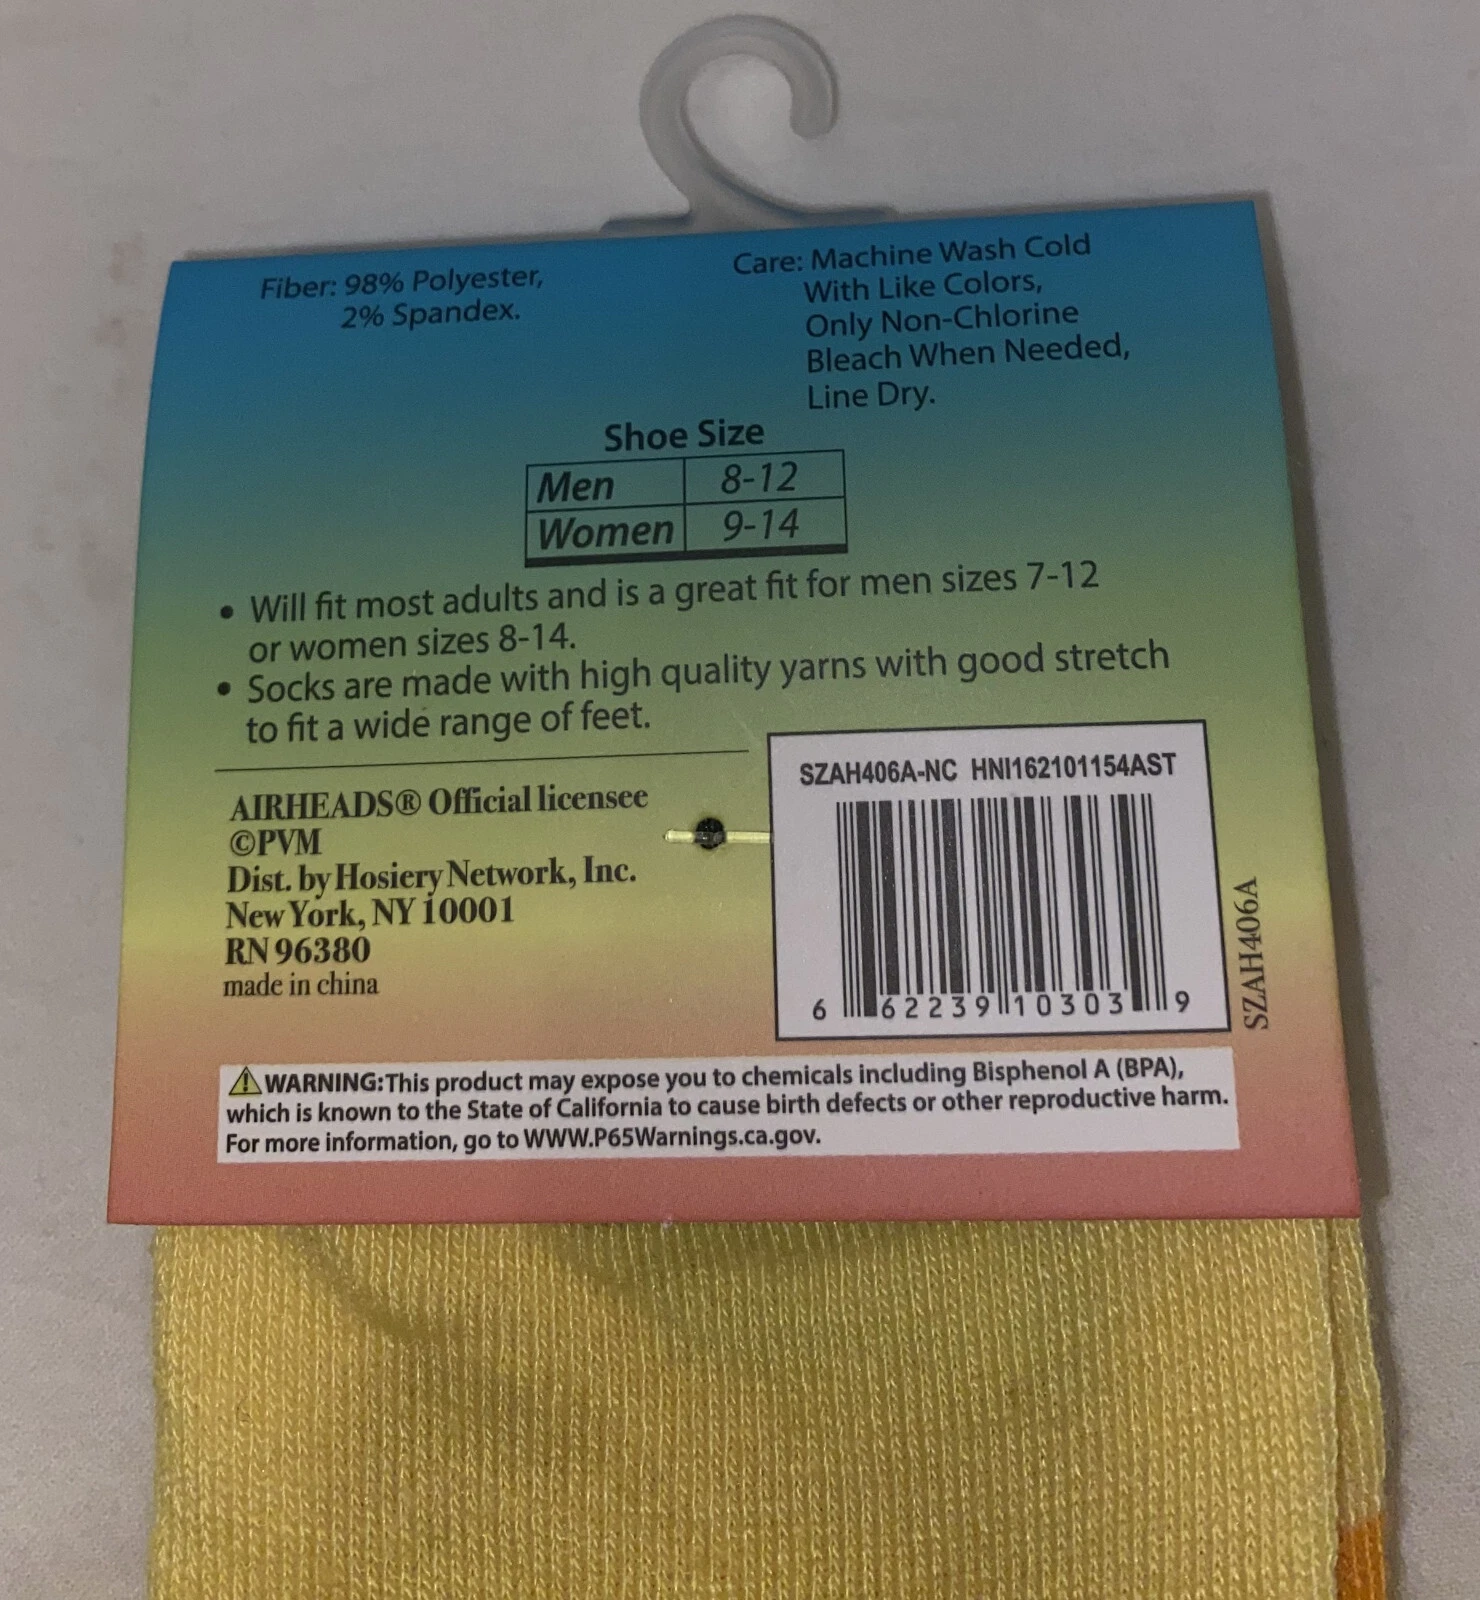 Fiber: 98% Polyester,
2% Spandex.
Care: Machine Wash Cold
With Like Colors,
Only Non-Chlorine
Bleach When Needed,
Line Dry.
Shoe Size
Men 8-12
Women 9-14
• Will fit most adults and is a great fit for men sizes 7-12
or women sizes 8-14.
• Socks are made with high quality yarns with good stretch
to fit a wide range of feet.
AIRHEADS® Official licensee
©PVM
Dist. by Hosiery Network, Inc.
New York, NY 10001
RN 96380
made in china
SZAH406A-NC HNI162101154AST
6 62239 10303 9
SZAH406A
⚠WARNING:This product may expose you to chemicals including Bisphenol A (BPA),
which is known to the State of California to cause birth defects or other reproductive harm.
For more information, go to WWW.P65Warnings.ca.gov.